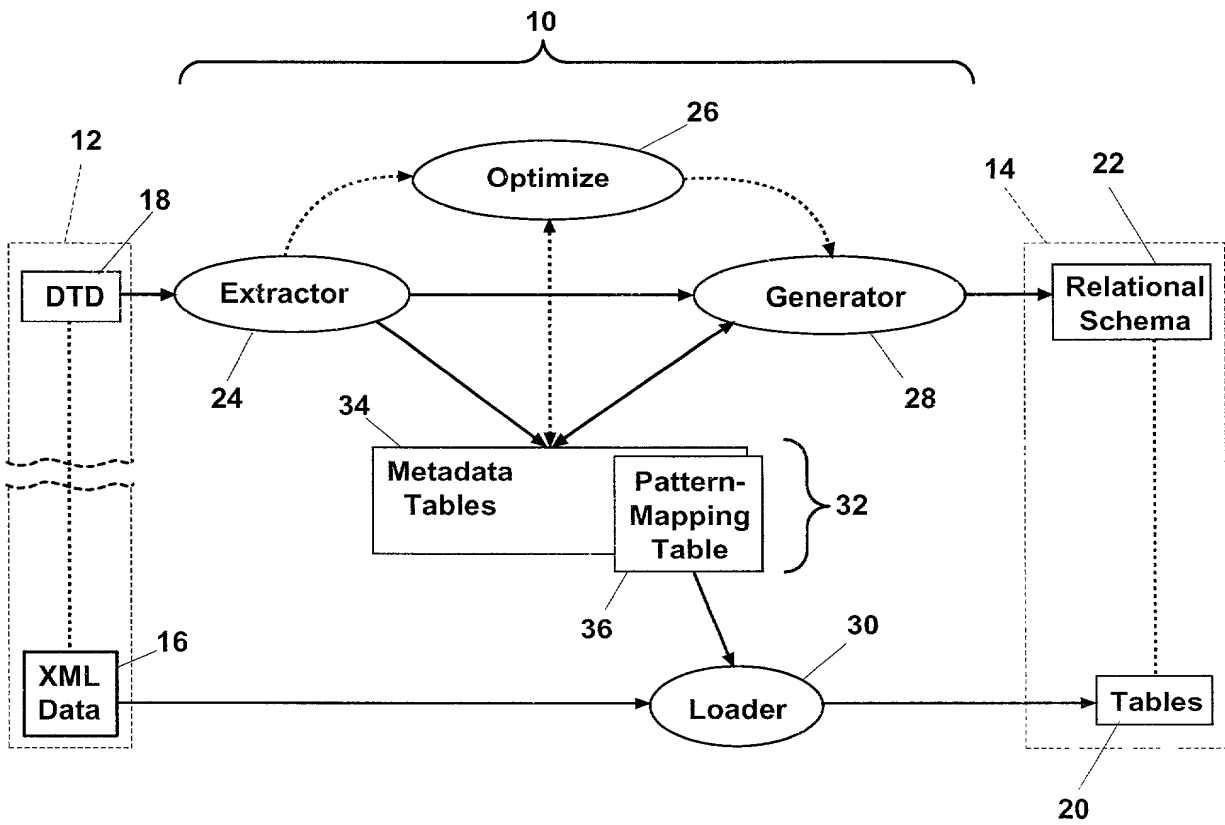 10
26
12
Optimize
14
22
18
DTD
Extractor
Generator
Relational
Schema
24
28
34
Metadata
Tables
Pattern-
Mapping
Table
32
36
30
16
XML
Data
Loader
Tables
20